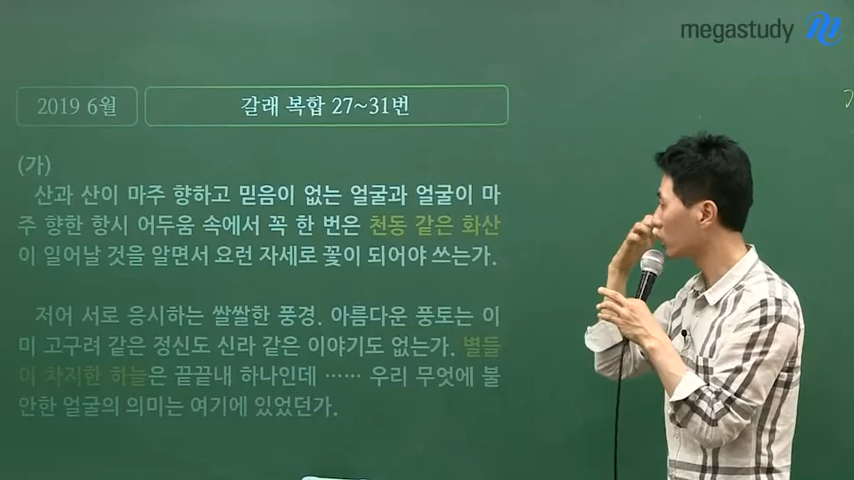 megastudy
2019 6월
갈래 복합 27~31번
(가)
산과 산이 마주 향하고 믿음이 없는 얼굴과 얼굴이 마
주 향한 항시 어두움 속에서 꼭 한 번은 천동 같은 화산
이 일어날 것을 알면서 요런 자세로 꽃이 되어야 쓰는가.
저어 서로 응시하는 쌀쌀한 풍경. 아름다운 풍토는 이
미 고구려 같은 정신도 신라 같은 이야기도 없는가. 별들
이 차지한 하늘은 끝끝내 하나인데 …… 우리 무엇에 불
안한 얼굴의 의미는 여기에 있었던가.